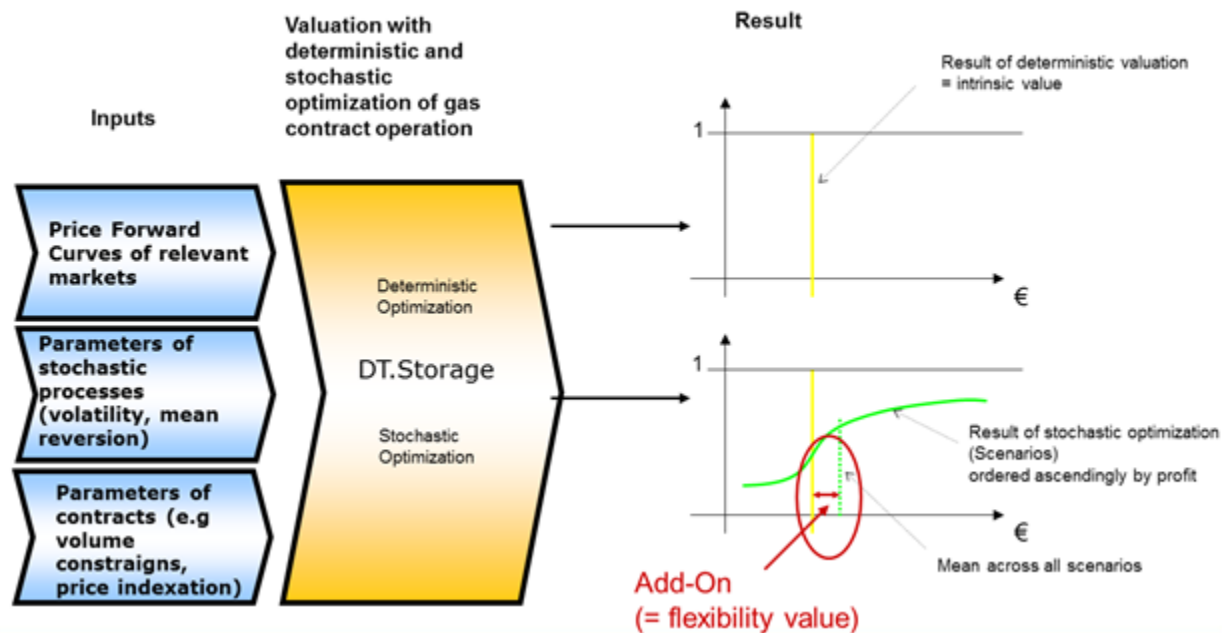 Inputs
Price Forward
Curves of relevant
markets
Parameters of
stochastic
processes
(volatility, mean
reversion)
Parameters of
contracts (e.g
volume
constraigns,
price indexation)
Valuation with
deterministic and
stochastic
optimization of gas
contract operation
Deterministic
Optimization
DT.Storage
Stochastic
Optimization
Result
Result of deterministic valuation
= intrinsic value
1
€
1
Result of stochastic optimization
(Scenarios)
ordered ascendingly by profit
€
Mean across all scenarios
Add-On
(= flexibility value)